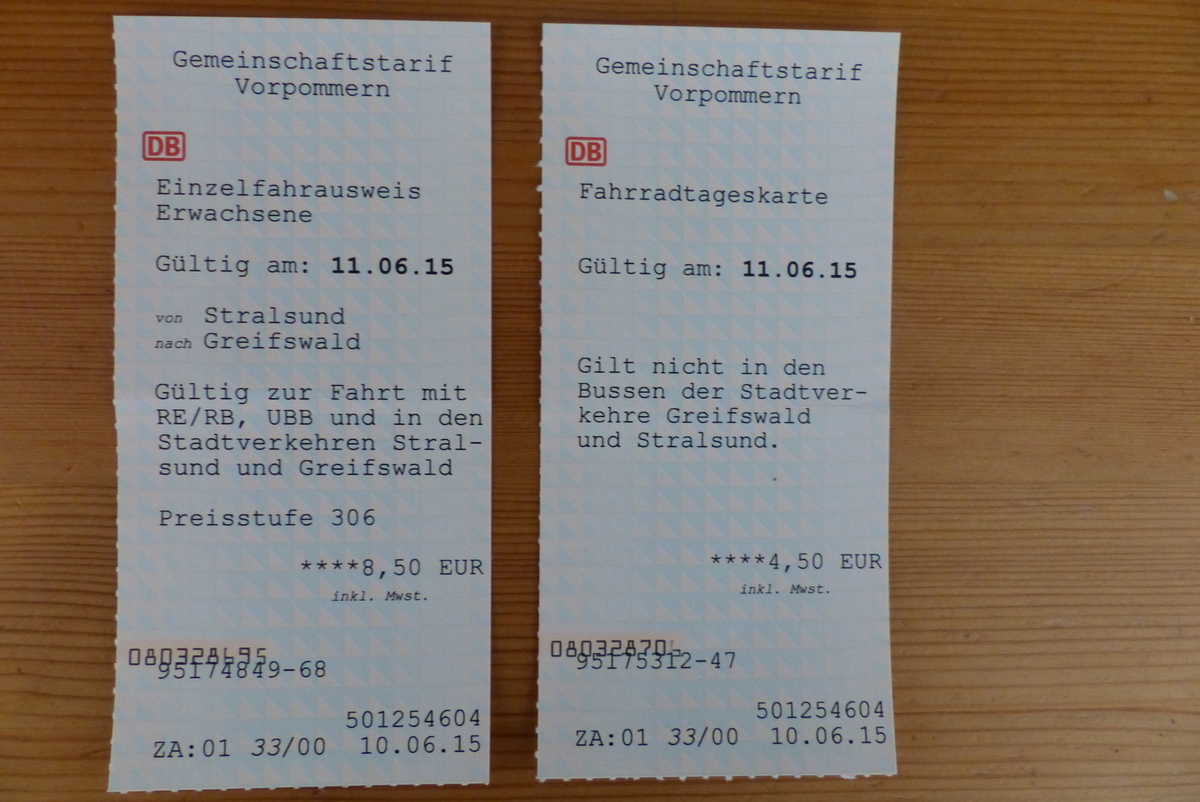 Gemeinschaftstarif
Vorpommern
DB
Einzelfahrausweis
Erwachsene
Gültig am: 11.06.15
von Stralsund
nach Greifswald
Gültig zur Fahrt mit
RE/RB, UBB und in den
Stadtverkehren Stral-
sund und Greifswald
Preisstufe 306
****8,50 EUR
inkl. Mwst.
95174849-68
501254604
ZA:01 33/00 10.06.15
Gemeinschaftstarif
Vorpommern
DB
Fahrradtageskarte
Gültig am: 11.06.15
Gilt nicht in den
Bussen der Stadtver-
kehre Greifswald
und Stralsund.
****4,50 EUR
inkl. Mwst.
95175312-47
501254604
ZA:01 33/00 10.06.15